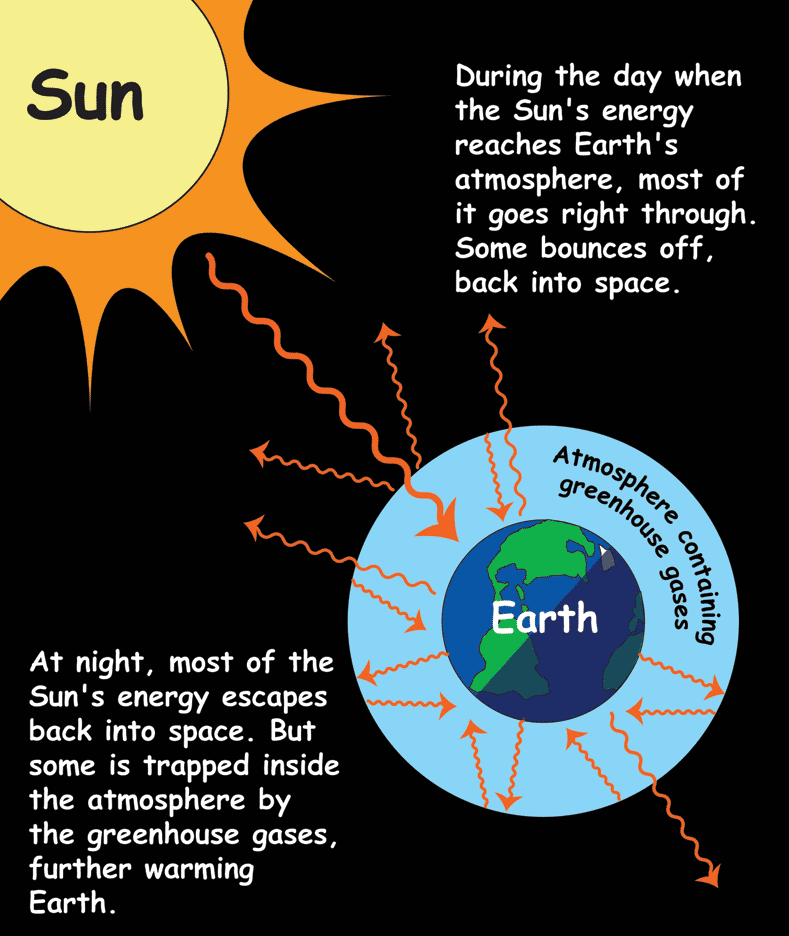 Sun
During the day when
the Sun's energy
reaches Earth's
atmosphere, most of
it goes right through.
Some bounces off,
back into space.
Atmosphere containing
greenhouse gases
Earth
At night, most of the
Sun's energy escapes
back into space. But
some is trapped inside
the atmosphere by
the greenhouse gases,
further warming
Earth.